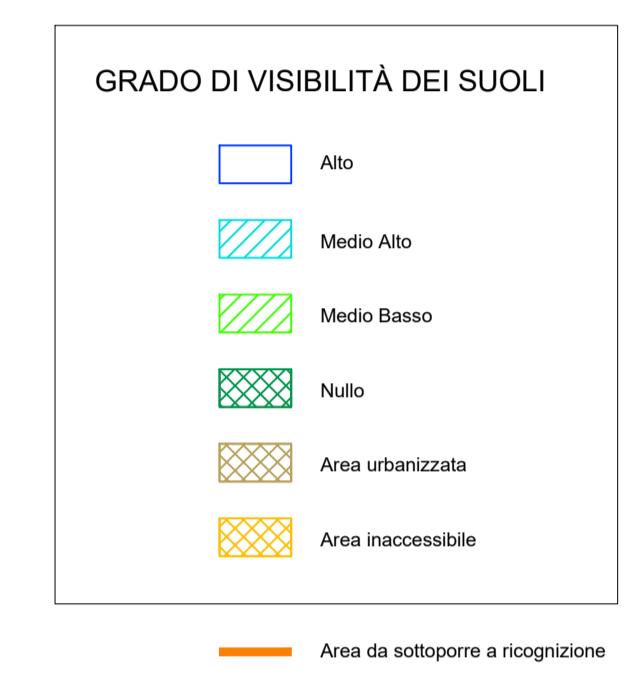 GRADO DI VISIBILITÀ DEI SUOLI
Alto
Medio Alto
Medio Basso
Nullo
Area urbanizzata
Area inaccessibile
Area da sottoporre a ricognizione